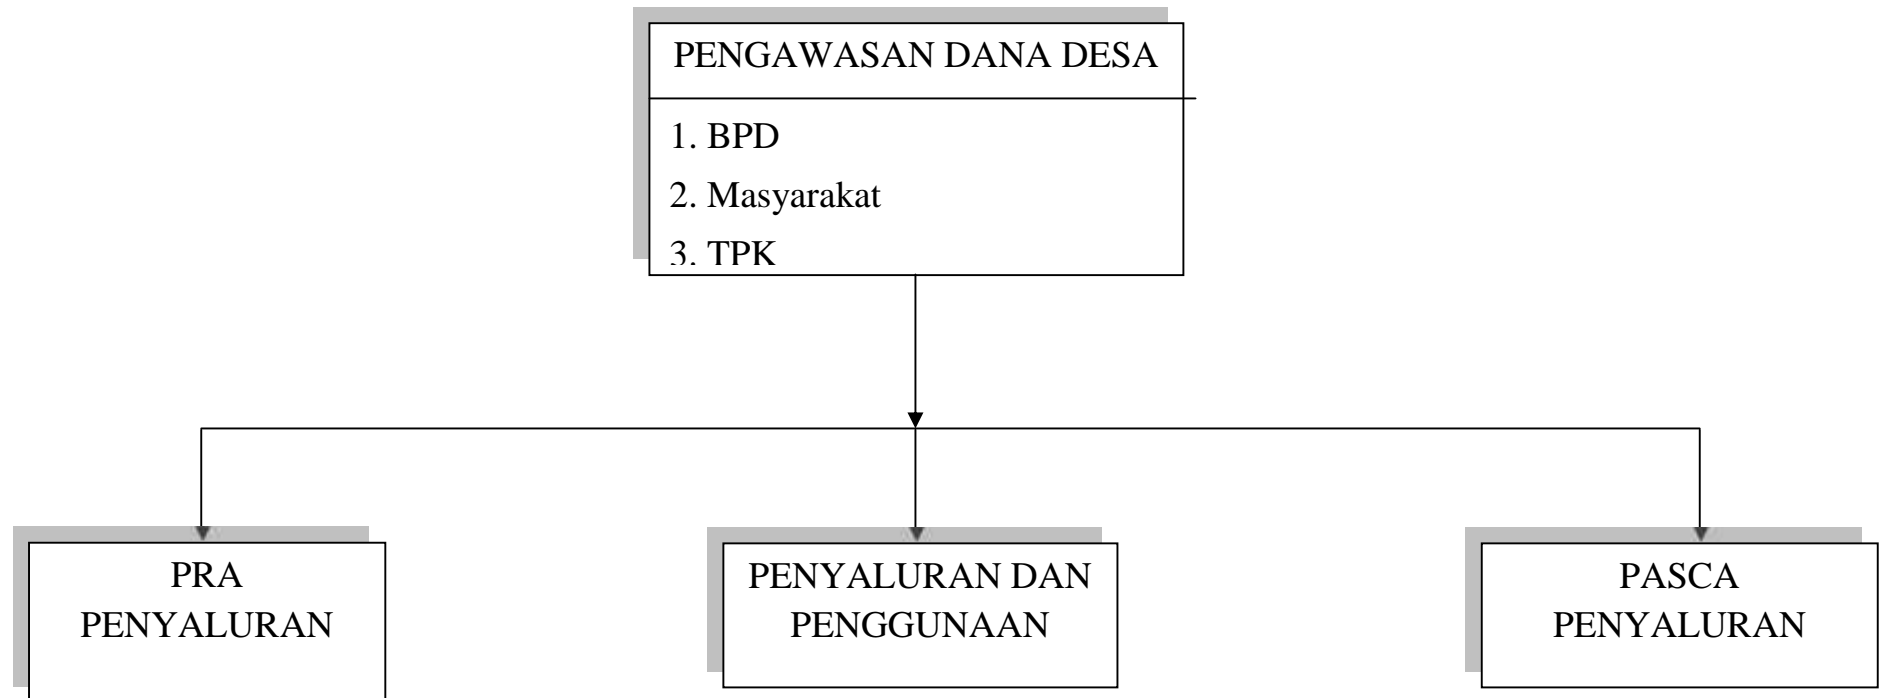 PENGAWASAN DANA DESA
1. BPD
2. Masyarakat
3. TPK
PRA
PENYALURAN
PENYALURAN DAN
PENGGUNAAN
PASCA
PENYALURAN